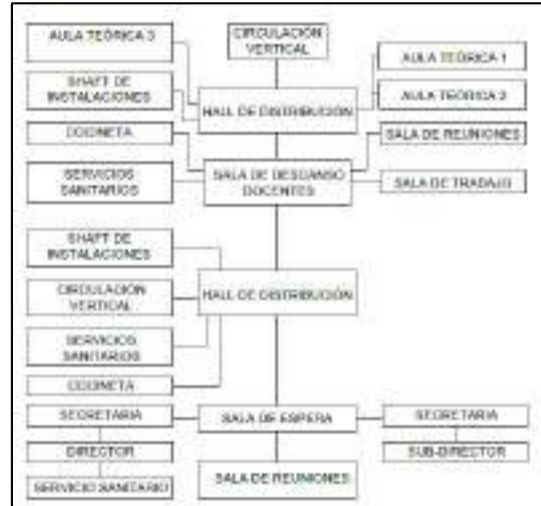 AULA TEÓRICA 3
CIRCULACIÓN
VERTICAL
AULA TEÓRICA 1
SHAFT DE
INSTALACIONES
HALL DE DISTRIBUCIÓN
AULA TEÓRICA 2
COCINETA
SALA DE REUNIONES
SERVICIOS
SANITARIOS
SALA DE DESCANSO
DOCENTES
SALA DE TRABAJO
SHAFT DE
INSTALACIONES
CIRCULACIÓN
VERTICAL
HALL DE DISTRIBUCIÓN
SERVICIOS
SANITARIOS
COCINETA
SECRETARIA
SALA DE ESPERA
SECRETARIA
DIRECTOR
SUB-DIRECTOR
SERVICIO SANITARIO
SALA DE REUNIONES